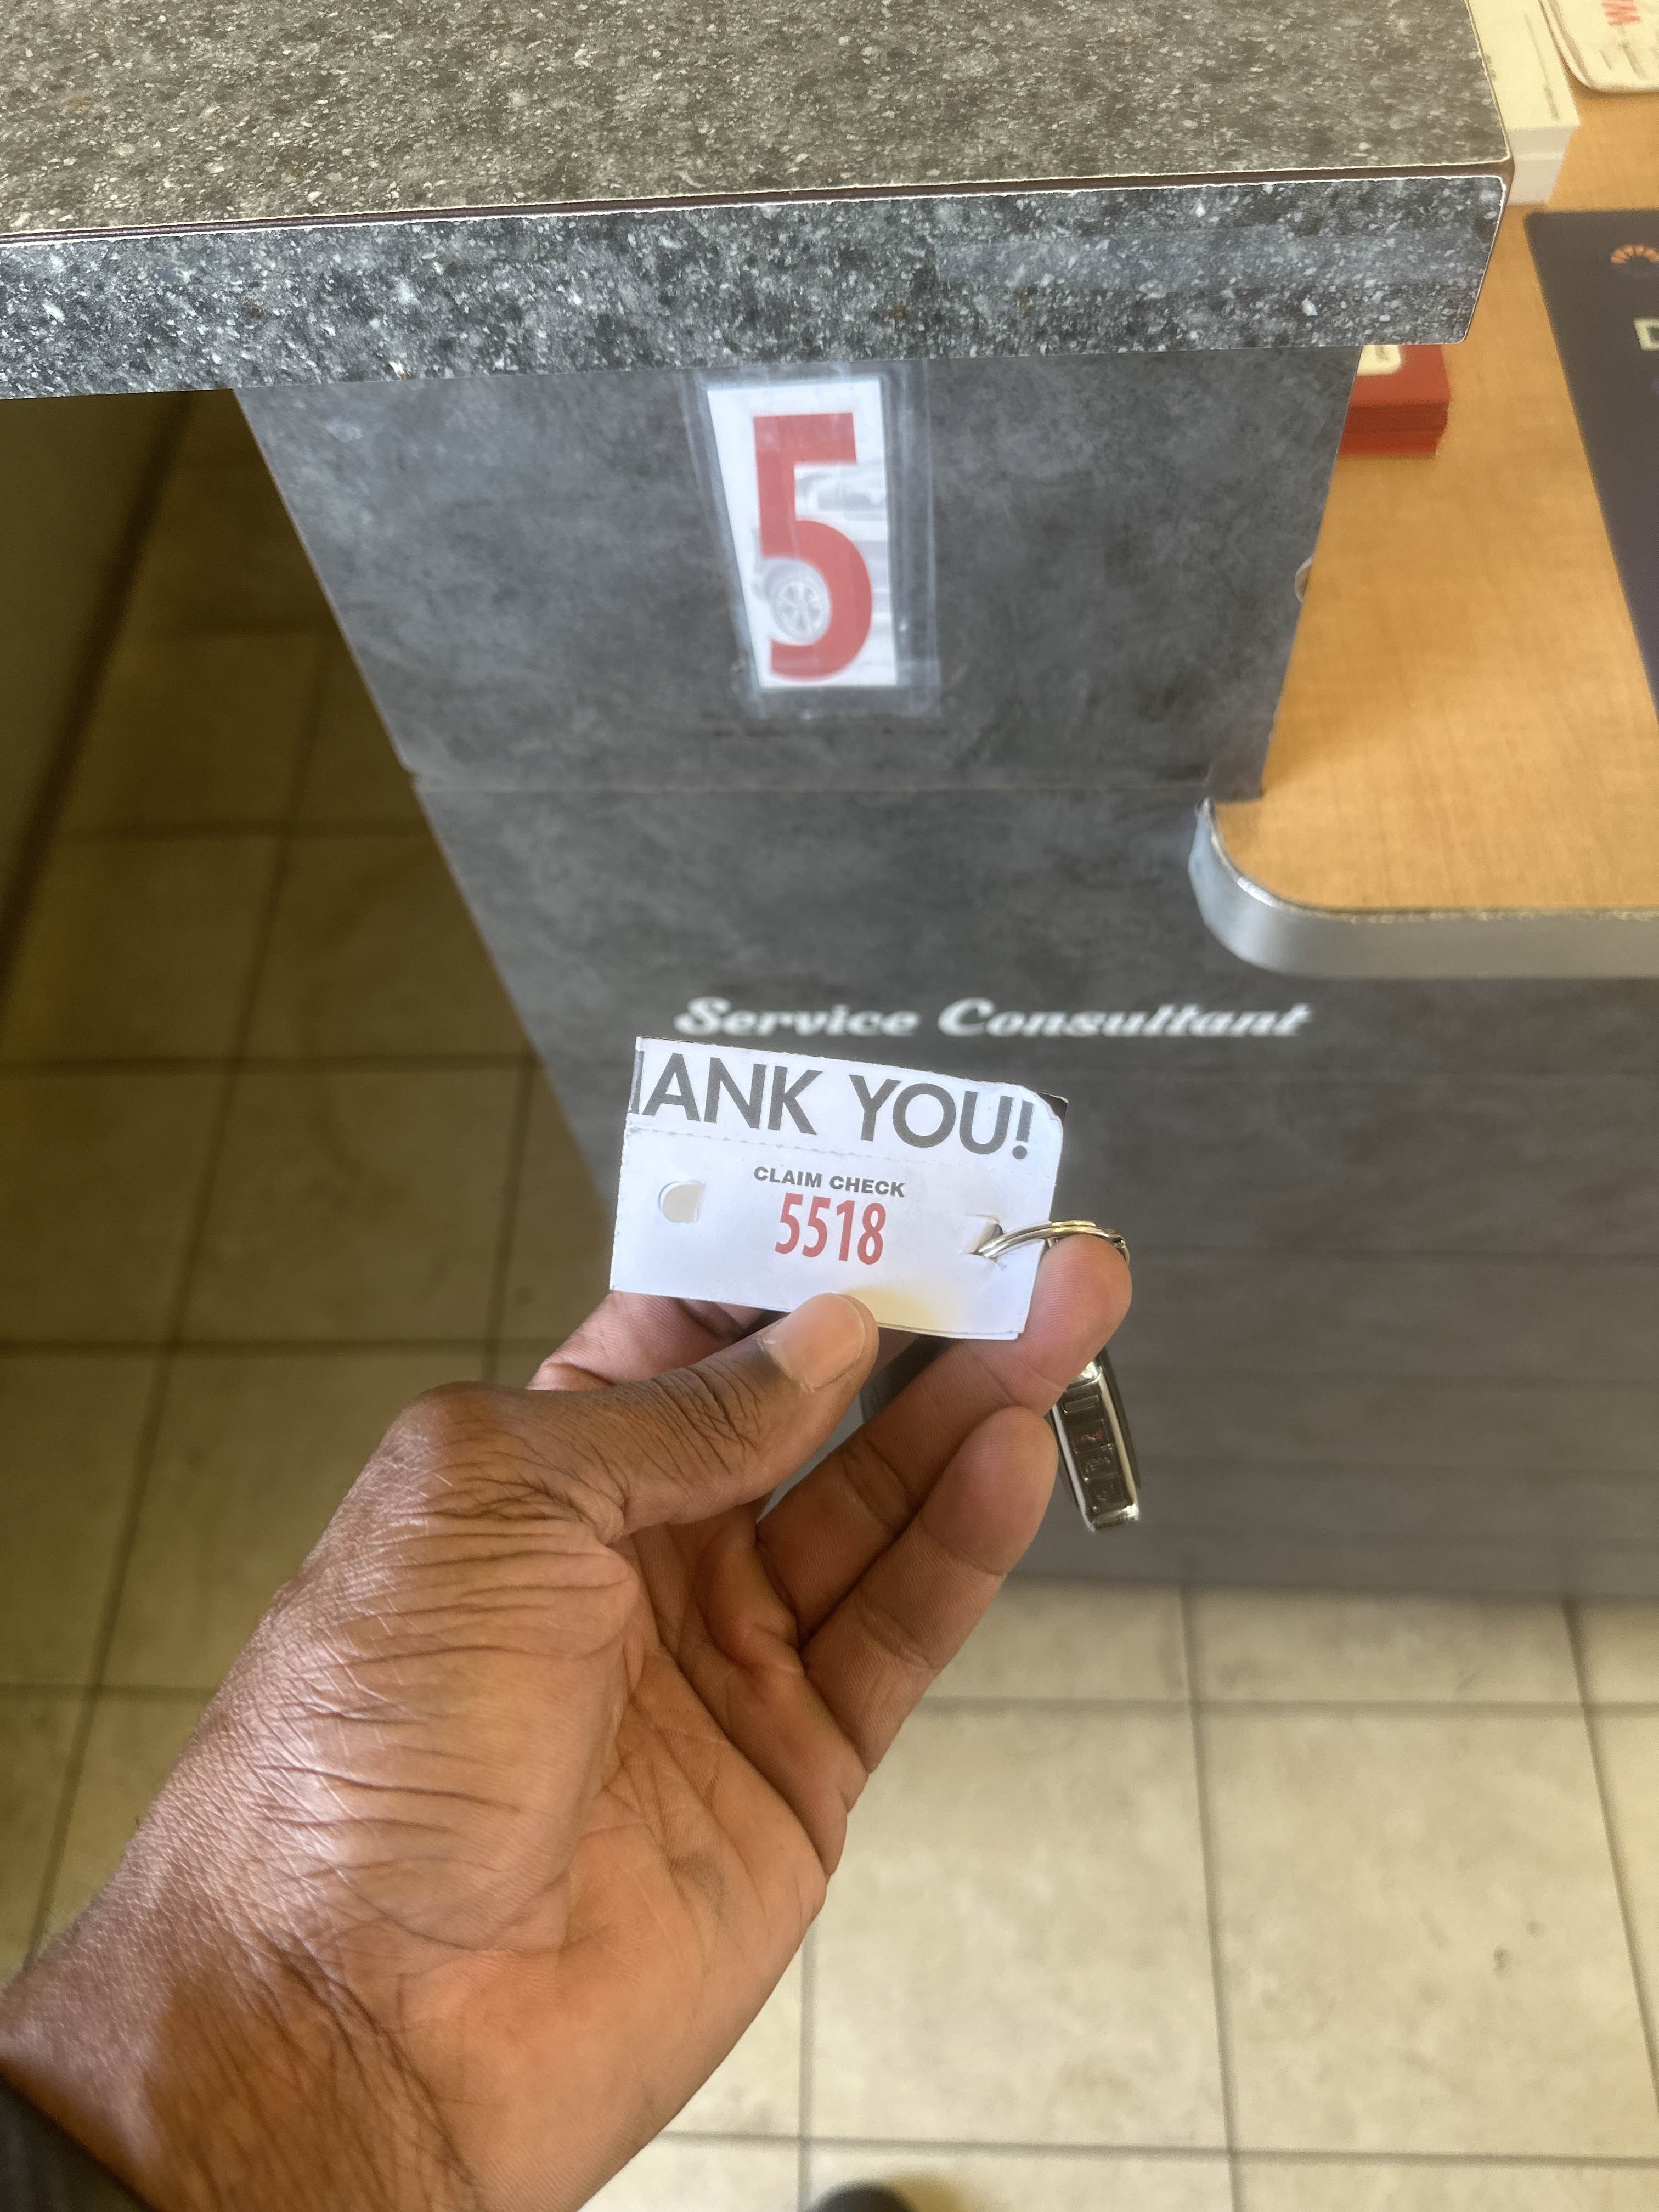 5
Service Consultant
ANK YOU!
CLAIM CHECK
5518